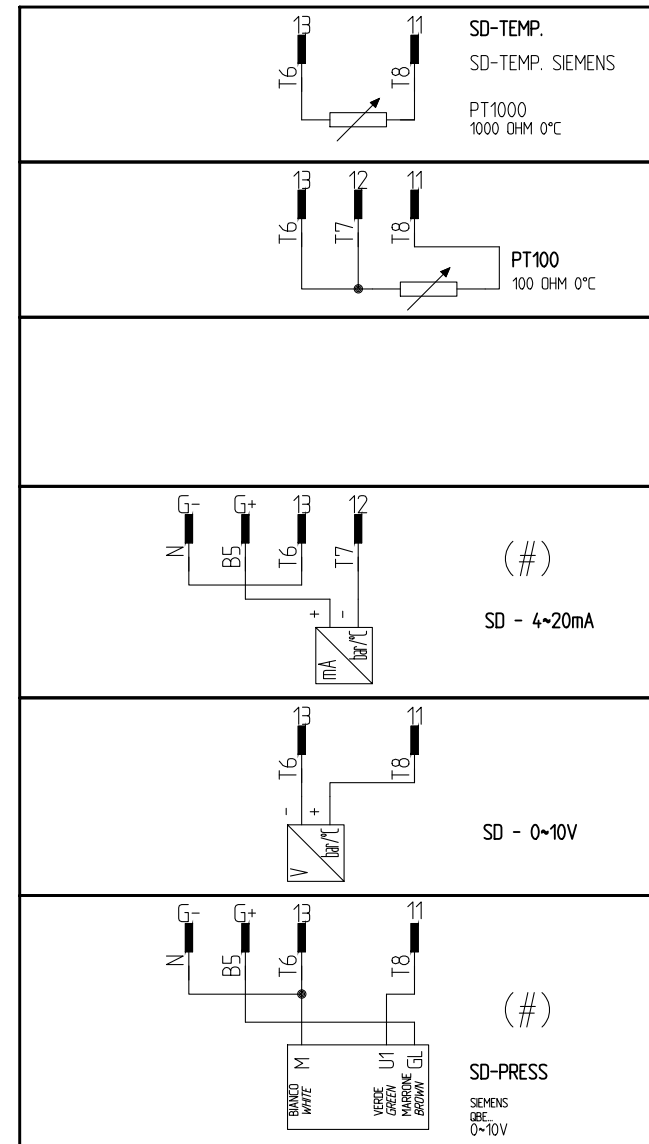 13 11
T6 T8
SD-TEMP.
SD-TEMP. SIEMENS
PT1000
1000 OHM 0°C
13 12 11
T6 T7 T8
PT100
100 OHM 0°C
G- G+ 13 12
N B5 T6 T7
+ -
mA bar/°C
(#)
SD - 4~20mA
13 11
T6 T8
- +
V bar/°C
SD - 0~10V
G- G+ 13 11
N B5 T6 T8
M U1 GL
BIANCO
WHITE
VERDE
GREEN
MARRONE
BROWN
(#)
SD-PRESS
SIEMENS
QBE...
0~10V